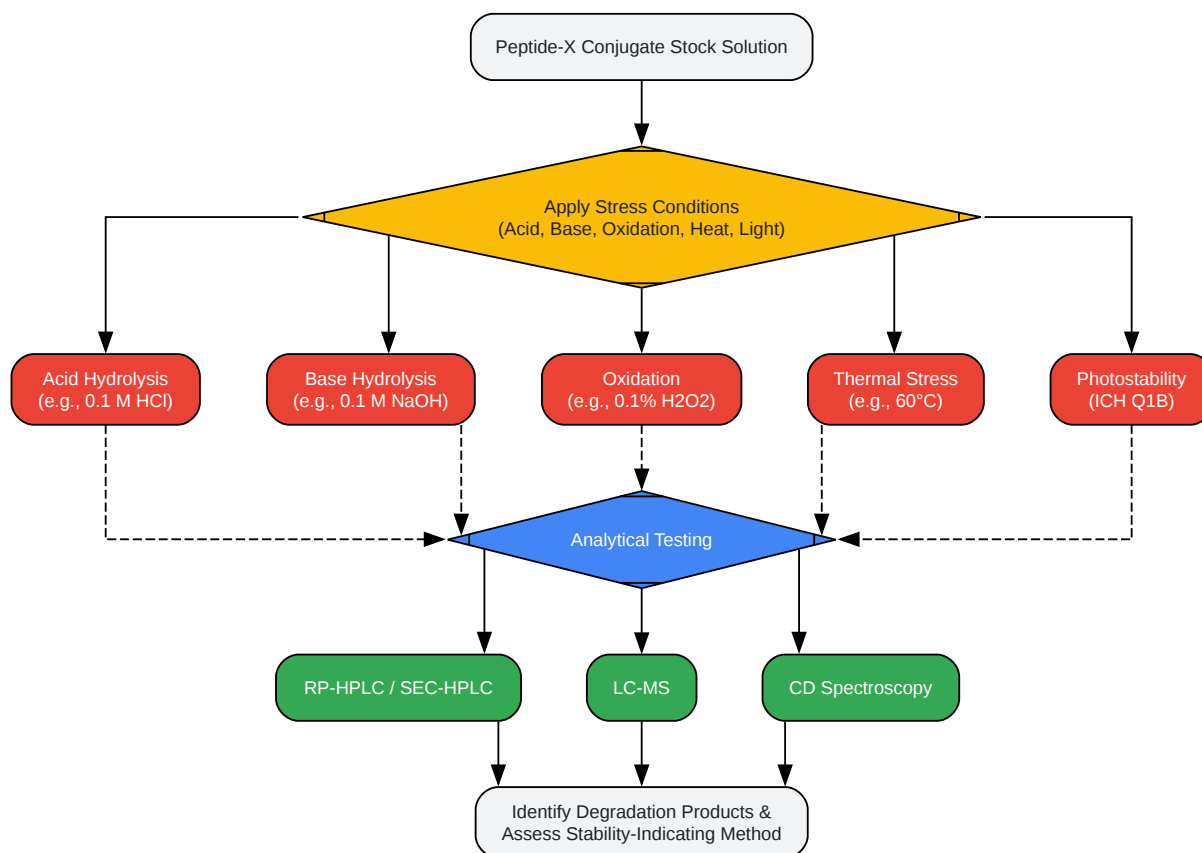 Peptide-X Conjugate Stock Solution
Apply Stress Conditions
(Acid, Base, Oxidation, Heat, Light)
Acid Hydrolysis
(e.g., 0.1 M HCl)
Base Hydrolysis
(e.g., 0.1 M NaOH)
Oxidation
(e.g., 0.1% H2O2)
Thermal Stress
(e.g., 60°C)
Photostability
(ICH Q1B)
Analytical Testing
RP-HPLC / SEC-HPLC
LC-MS
CD Spectroscopy
Identify Degradation Products &
Assess Stability-Indicating Method